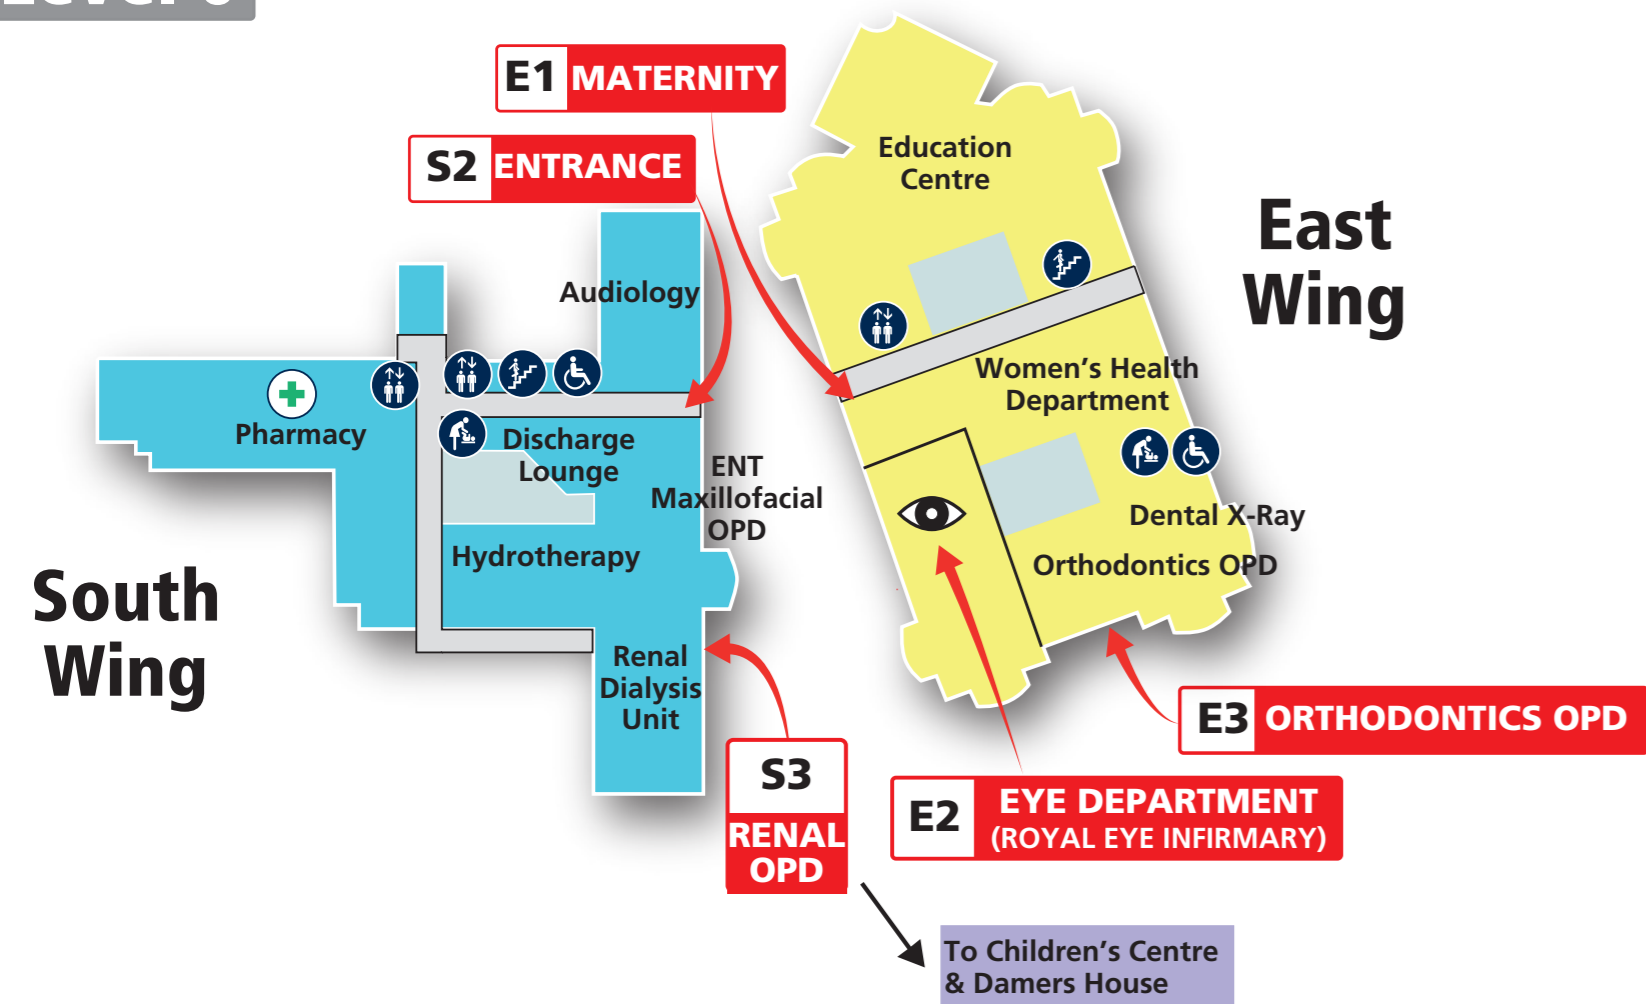 E1 MATERNITY
S2 ENTRANCE
Education
Centre
East
Wing
Audiology
Women's Health
Department
Pharmacy
Discharge
Lounge
ENT
Maxillofacial
OPD
Hydrotherapy
Dental X-Ray
Orthodontics OPD
South
Wing
Renal
Dialysis
Unit
E3 ORTHODONTICS OPD
S3
RENAL
OPD
E2 EYE DEPARTMENT
(ROYAL EYE INFIRMARY)
To Children's Centre
& Damers House